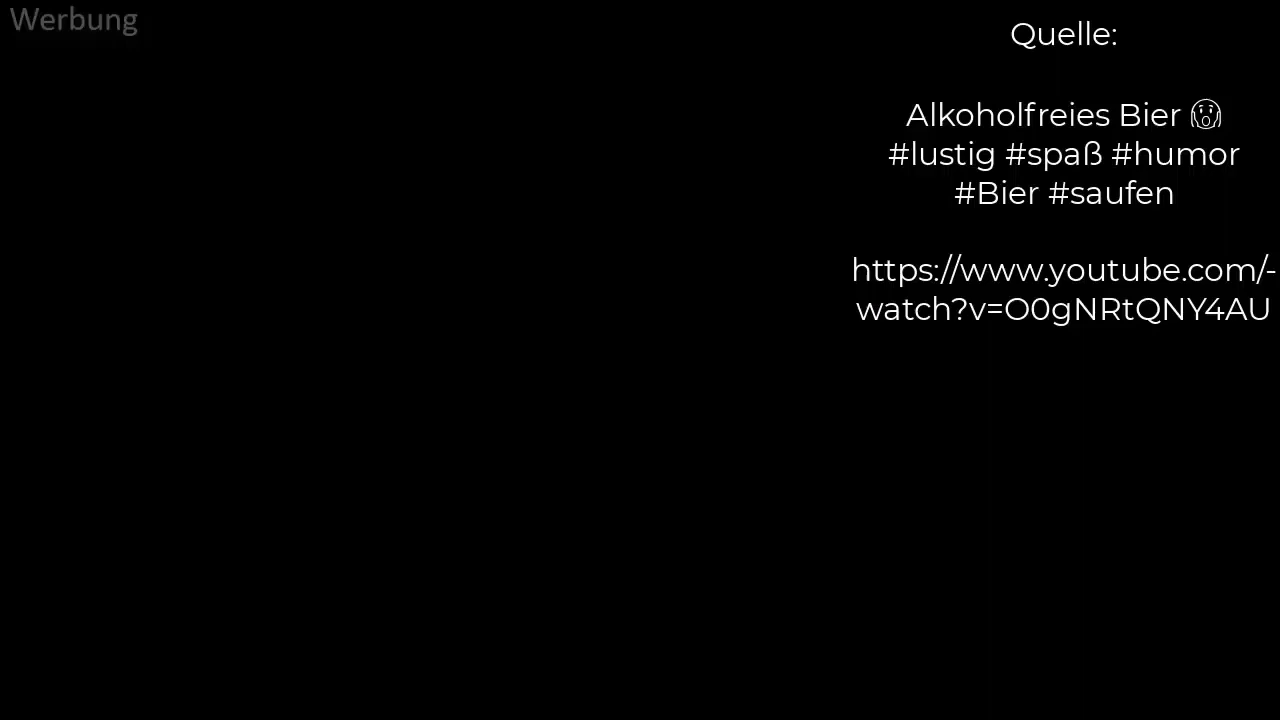 Werbung
Quelle:
Alkoholfreies Bier 😱
#lustig #spaß #humor
#Bier #saufen
https://www.youtube.com/-
watch?v=O0gNRtQNY4AU